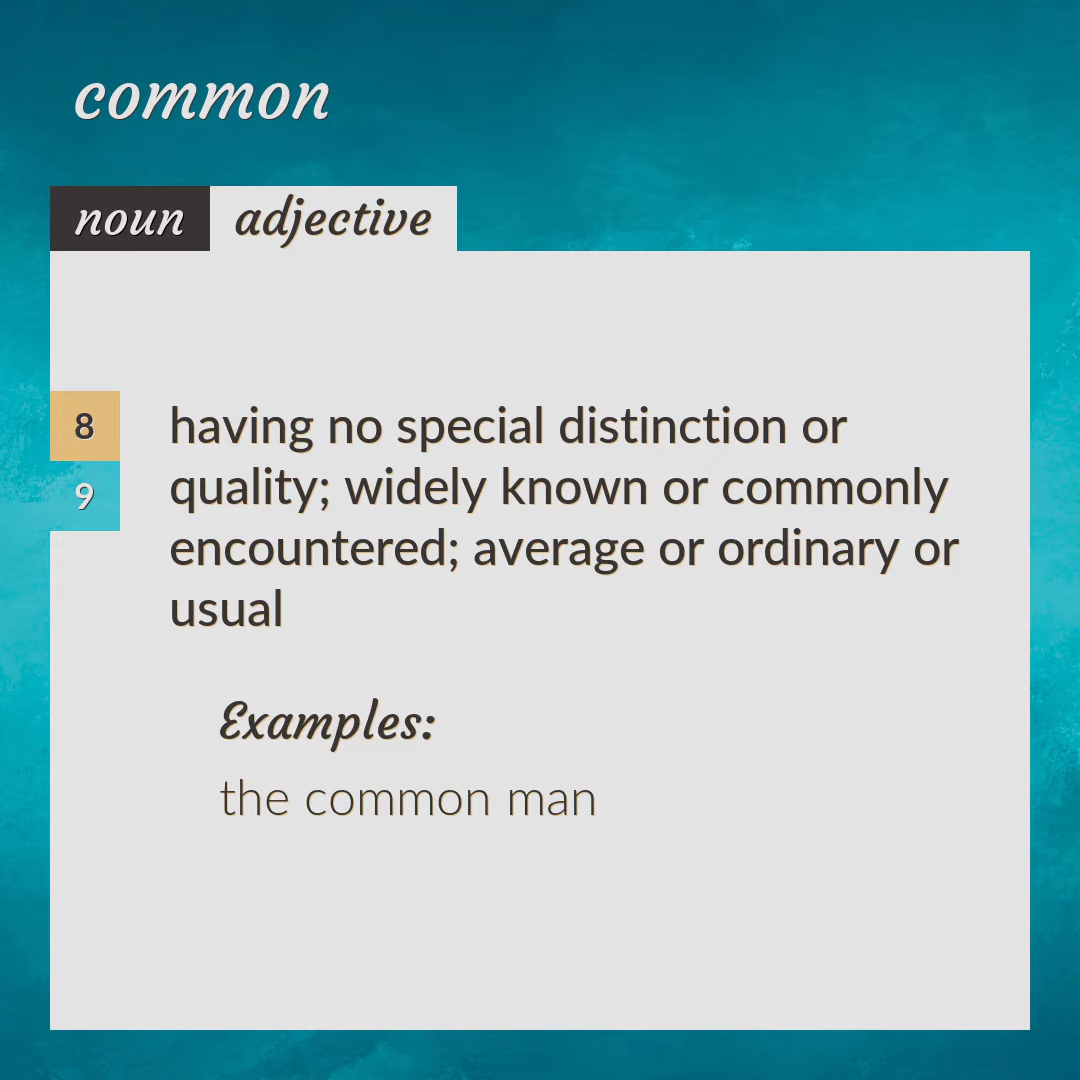 common
noun adjective
8
9
having no special distinction or
quality; widely known or commonly
encountered; average or ordinary or
usual
Examples:
the common man